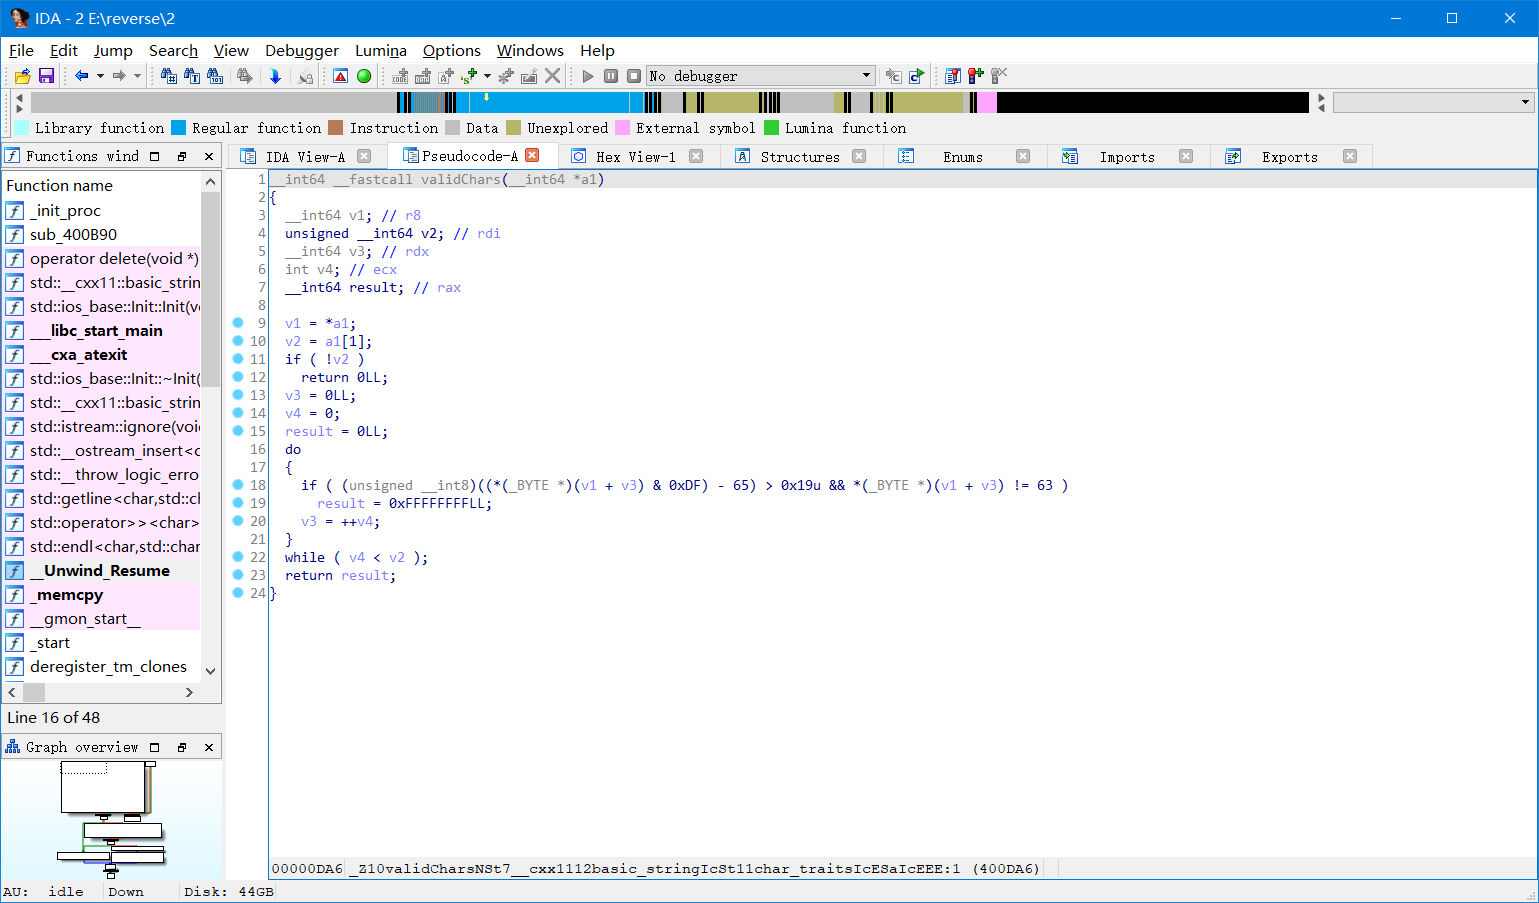 IDA - 2 E:\reverse\2
File Edit Jump Search View Debugger Lumina Options Windows Help
No debugger
Library function Regular function Instruction Data Unexplored External symbol Lumina function
Functions wind
IDA View-A Pseudocode-A Hex View-1 Structures Enums Imports Exports
Function name
_init_proc
sub_400B90
operator delete(void *)
std::__cxx11::basic_strin
std::ios_base::Init::Init(v
___libc_start_main
___cxa_atexit
std::ios_base::Init::~Init(
std::__cxx11::basic_strin
std::istream::ignore(void
std::__ostream_insert<c
std::__throw_logic_erro
std::getline<char,std::ch
std::operator>><char>
std::endl<char,std::char
__Unwind_Resume
_memcpy
__gmon_start__
_start
deregister_tm_clones
Line 16 of 48
Graph overview
1 __int64 __fastcall validChars(__int64 *a1)
2 {
3 __int64 v1; // r8
4 unsigned __int64 v2; // rdi
5 __int64 v3; // rdx
6 int v4; // ecx
7 __int64 result; // rax
8
9 v1 = *a1;
10 v2 = a1[1];
11 if ( !v2 )
12 return 0LL;
13 v3 = 0LL;
14 v4 = 0;
15 result = 0LL;
16 do
17 {
18 if ( (unsigned __int8)((*(_BYTE *)(v1 + v3) & 0xDF) - 65) > 0x19u && *(_BYTE *)(v1 + v3) != 63 )
19 result = 0xFFFFFFFFLL;
20 v3 = ++v4;
21 }
22 while ( v4 < v2 );
23 return result;
24 }
00000DA6 _Z10validCharsNSt7__cxx1112basic_stringIcSt11char_traitsIcESaIcEEE:1 (400DA6)
AU: idle Down Disk: 44GB